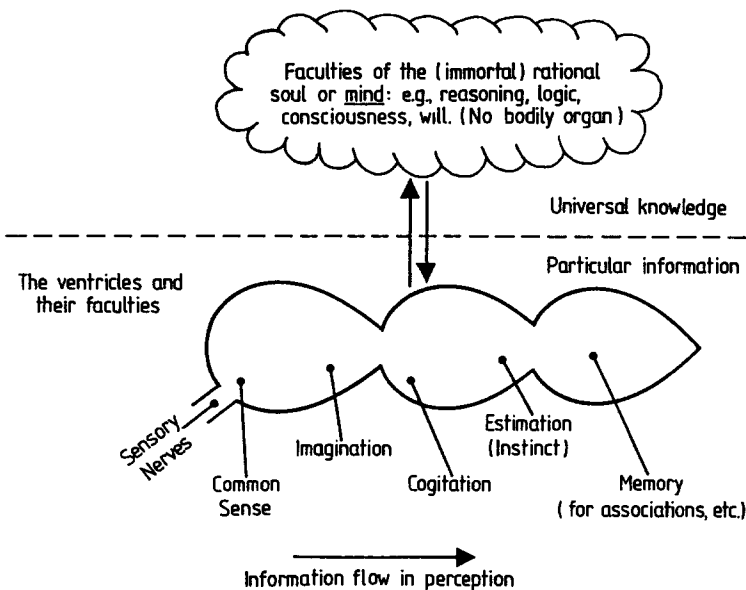 Faculties of the (immortal) rational
soul or mind: e.g., reasoning, logic,
consciousness, will. (No bodily organ)
Universal knowledge
Particular information
The ventricles and
their faculties
Sensory
Nerves
Common
Sense
Imagination
Cogitation
Estimation
(Instinct)
Memory
(for associations, etc.)
Information flow in perception